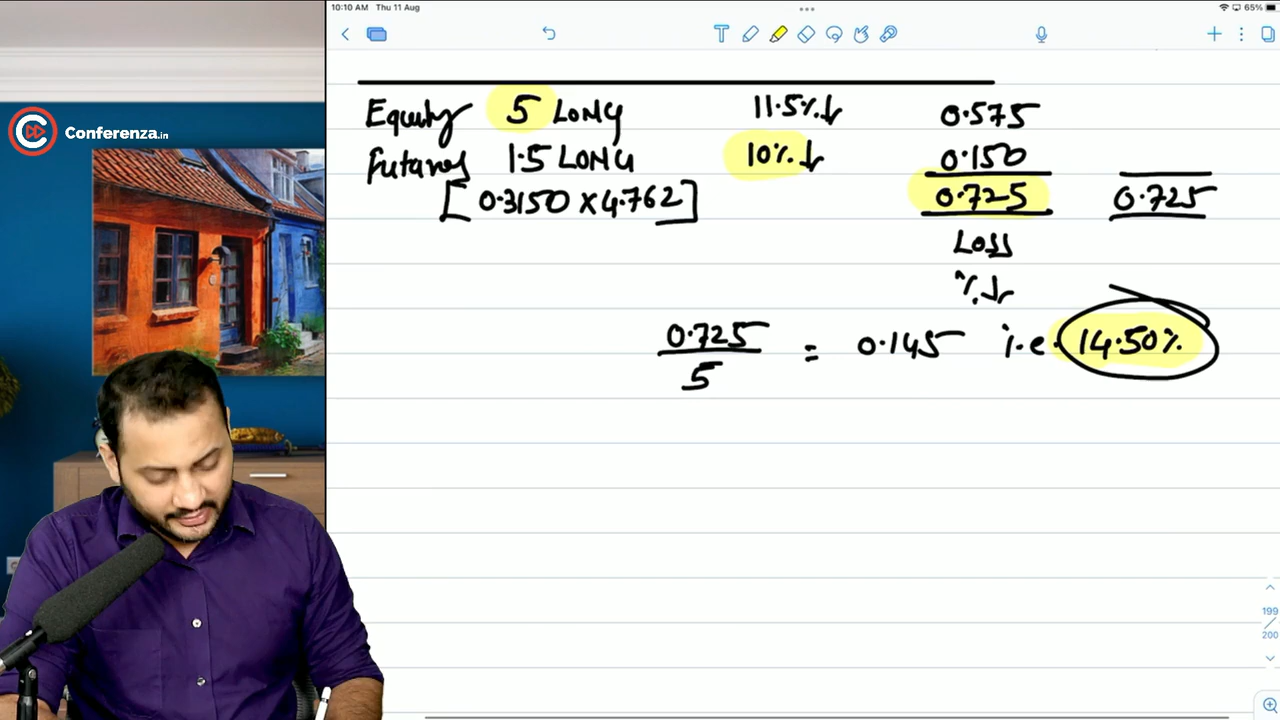 10:10 AM Thu 11 Aug
65%
Conferenza.in
Equity 5 LONG 11.5%↓ 0.575
Futures 1.5 LONG 10%↓ 0.150
[0.3150 X 4.762] 0.725 0.725
Loss
%↓
0.725
5
= 0.145 i.e. 14.50%
199
200